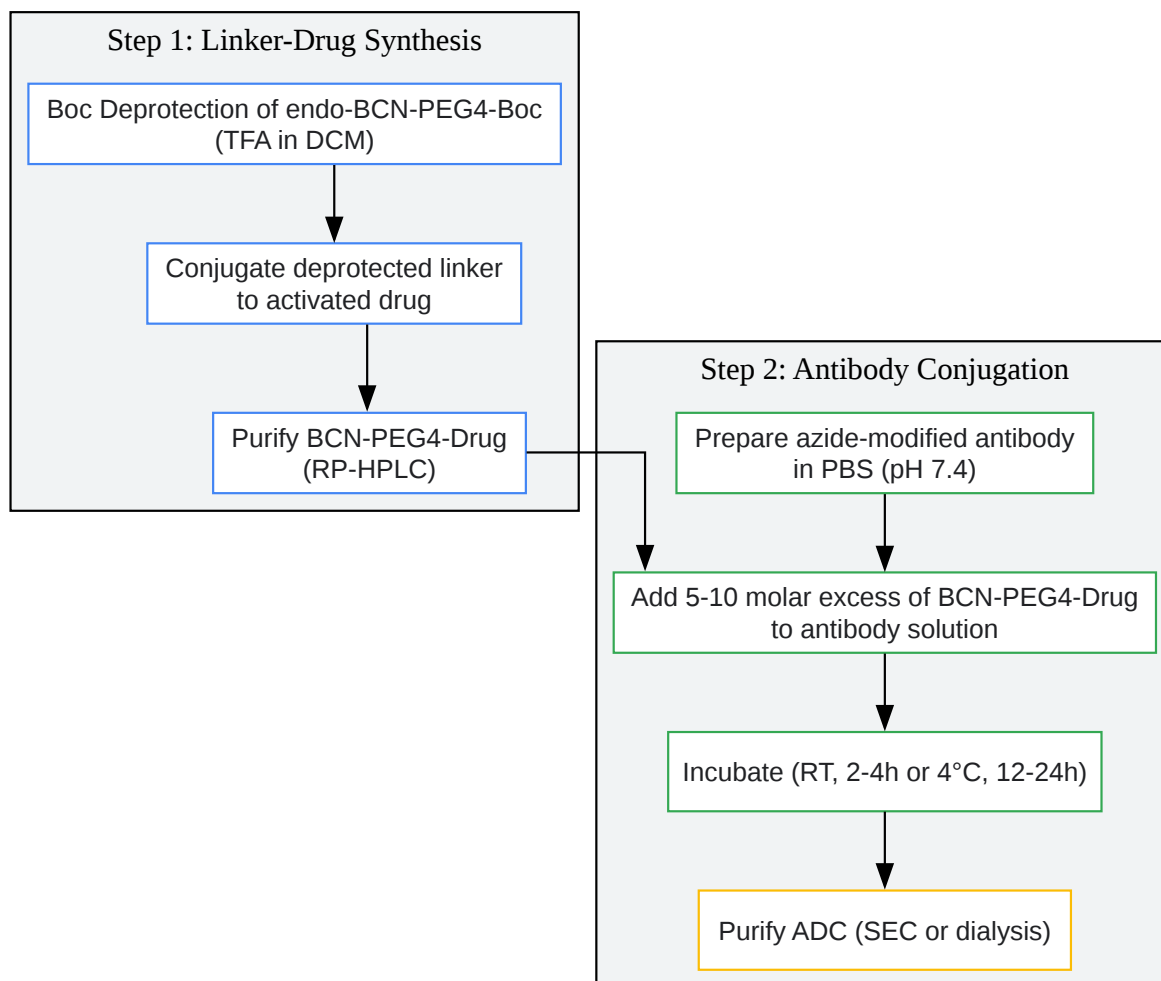 Step 1: Linker-Drug Synthesis
Boc Deprotection of endo-BCN-PEG4-Boc
(TFA in DCM)
Conjugate deprotected linker
to activated drug
Purify BCN-PEG4-Drug
(RP-HPLC)
Step 2: Antibody Conjugation
Prepare azide-modified antibody
in PBS (pH 7.4)
Add 5-10 molar excess of BCN-PEG4-Drug
to antibody solution
Incubate (RT, 2-4h or 4°C, 12-24h)
Purify ADC (SEC or dialysis)